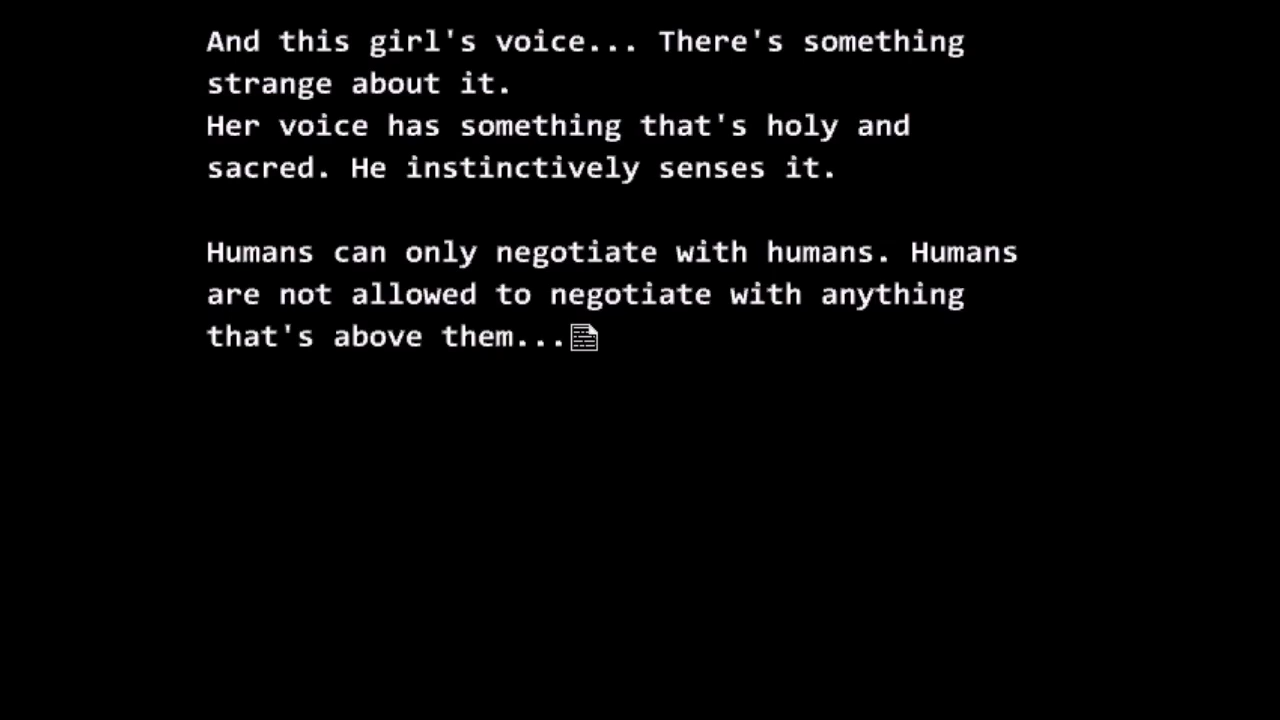 And this girl's voice... There's something
strange about it.
Her voice has something that's holy and
sacred. He instinctively senses it.
Humans can only negotiate with humans. Humans
are not allowed to negotiate with anything
that's above them...